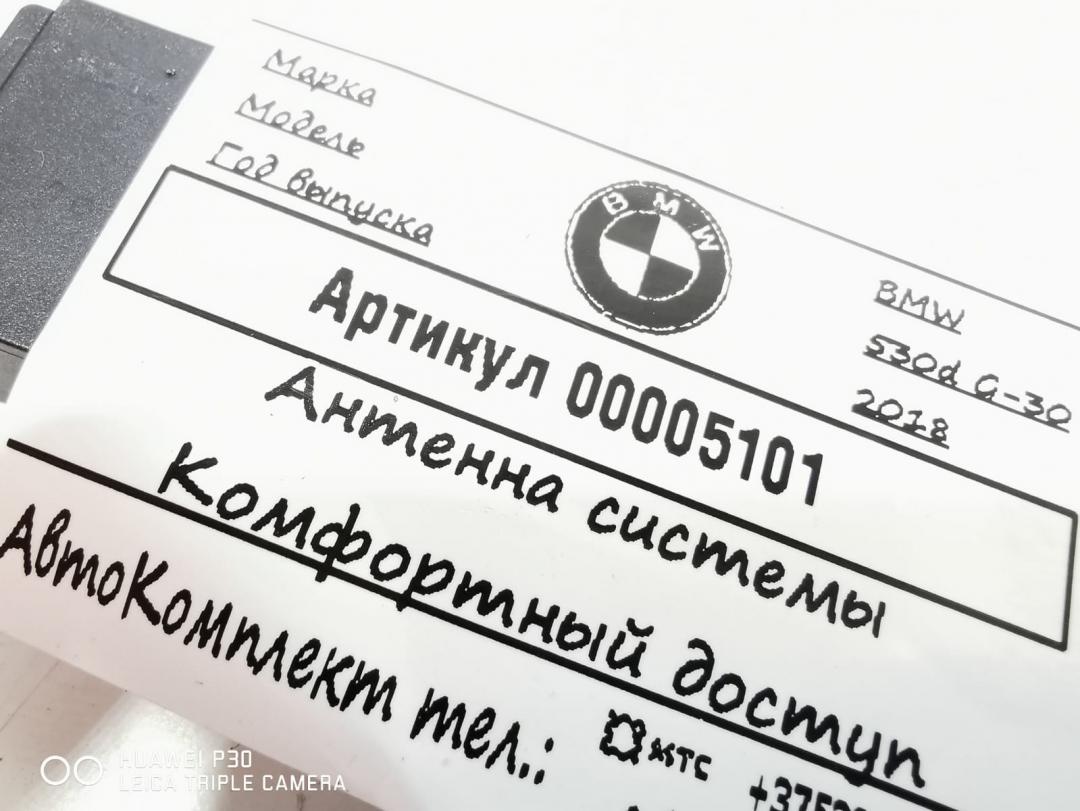 Марка
Модель
Год выпуска
BMW
BMW
530d G-30
2018
Артикул 00005101
Антенна системы
Комфортный доступ
АвтоКомплект тел.:
мтс
HUAWEI P30
LEICA TRIPLE CAMERA